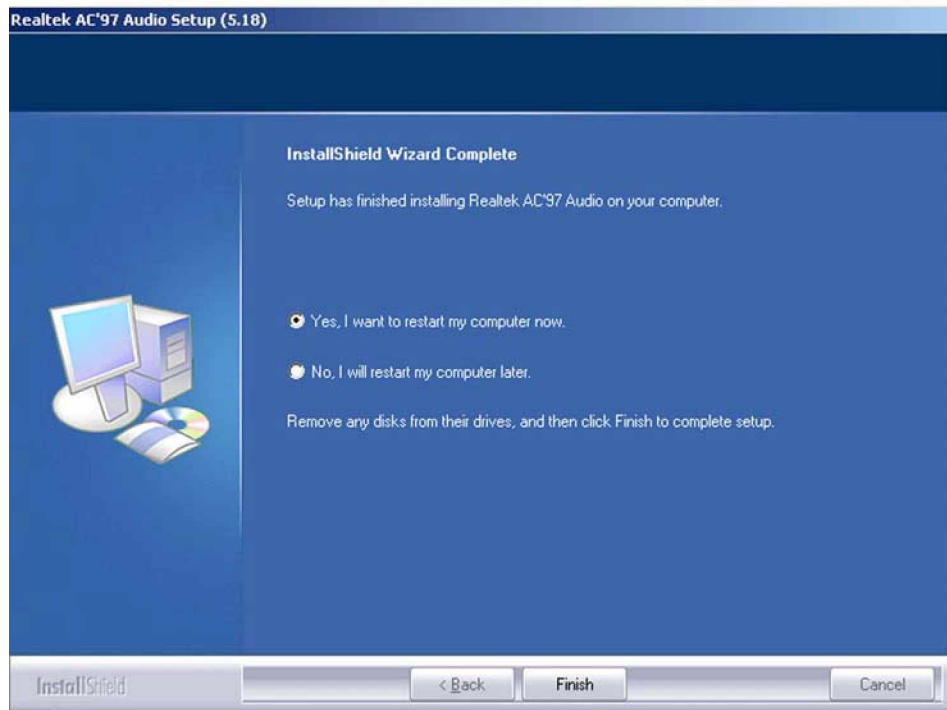 Realtek AC'97 Audio Setup (5.18)
InstallShield Wizard Complete
Setup has finished installing Realtek AC'97 Audio on your computer.
Yes, I want to restart my computer now.
No, I will restart my computer later.
Remove any disks from their drives, and then click Finish to complete setup.
InstallShield
< Back
Finish
Cancel